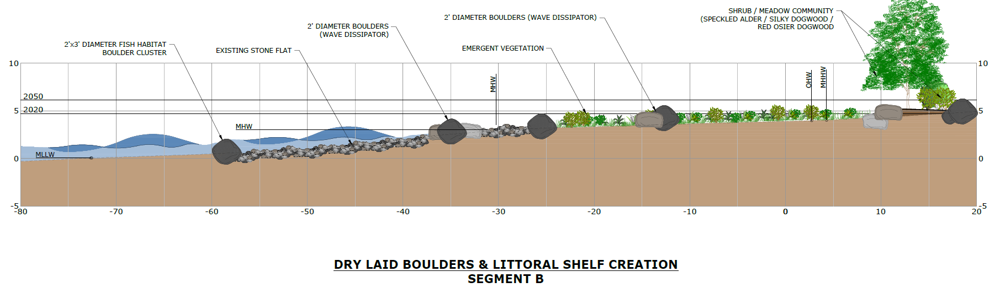 SHRUB / MEADOW COMMUNITY
(SPECKLED ALDER / SILKY DOGWOOD /
RED OSIER DOGWOOD
2' DIAMETER BOULDERS (WAVE DISSIPATOR)
2' DIAMETER BOULDERS
(WAVE DISSIPATOR)
2'x3' DIAMETER FISH HABITAT
BOULDER CLUSTER
EXISTING STONE FLAT
EMERGENT VEGETATION
10
10
MHW
OHW
MHHW
2050
2020
5
5
MHW
MLLW
0
0
-5
-5
-80
-70
-60
-50
-40
-30
-20
-10
0
10
20
DRY LAID BOULDERS & LITTORAL SHELF CREATION
SEGMENT B